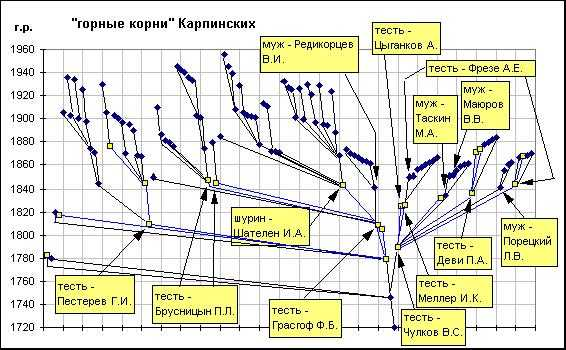 "горные корни" Карпинских
г.р.
1960
1940
1920
1900
1880
1860
1840
1820
1800
1780
1760
1740
1720
муж - Редикорцев
В.И.
тесть -
Цыганков А.
тесть - Фрезе А.Е.
муж -
Таскин
М.А.
муж -
Маюров
В.В.
шурин -
Шателен И.А.
тесть -
Пестерев Г.И.
тесть -
Брусницын П.Л.
тесть -
Грасгоф Ф.Б.
тесть -
Чулков В.С.
тесть -
Меллер И.К.
тесть -
Деви П.А.
муж -
Порецкий
Л.В.